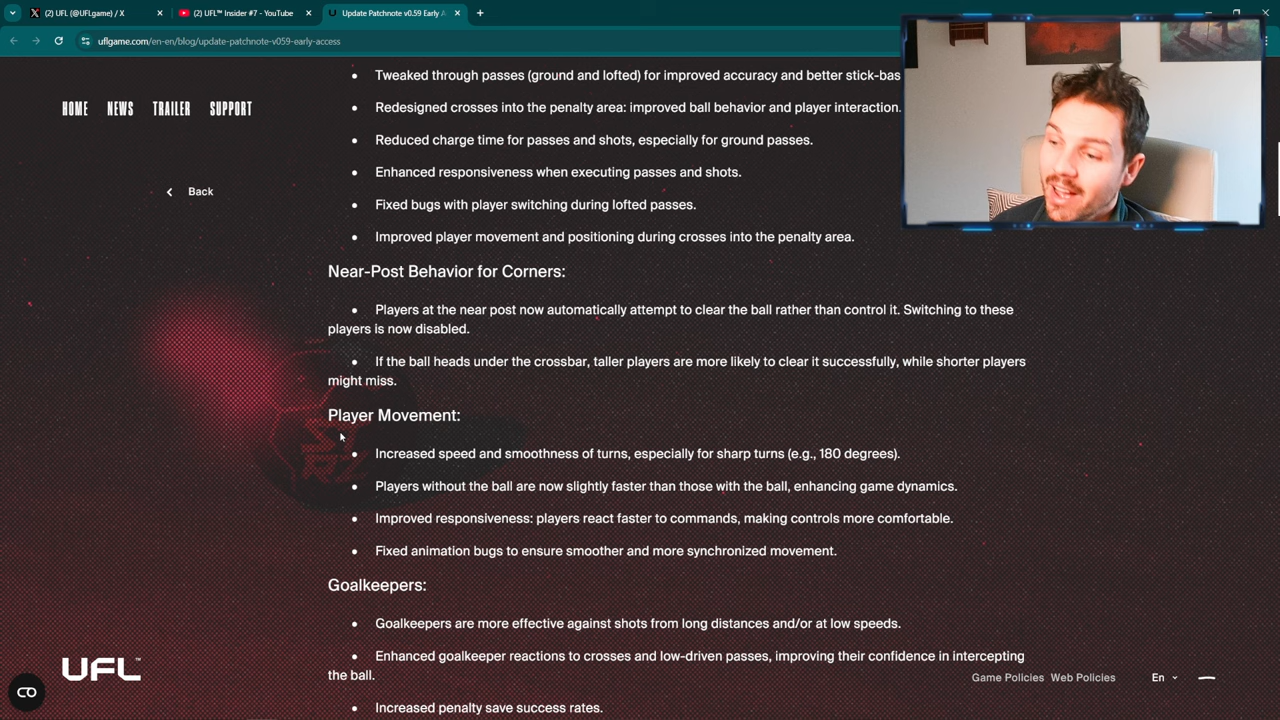 (2) UFL (@UFLgame) / X
(2) UFL™ Insider #7 - YouTube
Update Patchnote v0.59 Early A
uflgame.com/en-en/blog/update-patchnote-v059-early-access
HOME NEWS TRAILER SUPPORT
Back
• Tweaked through passes (ground and lofted) for improved accuracy and better stick-bas
• Redesigned crosses into the penalty area: improved ball behavior and player interaction.
• Reduced charge time for passes and shots, especially for ground passes.
• Enhanced responsiveness when executing passes and shots.
• Fixed bugs with player switching during lofted passes.
• Improved player movement and positioning during crosses into the penalty area.
Near-Post Behavior for Corners:
• Players at the near post now automatically attempt to clear the ball rather than control it. Switching to these
players is now disabled.
• If the ball heads under the crossbar, taller players are more likely to clear it successfully, while shorter players
might miss.
Player Movement:
• Increased speed and smoothness of turns, especially for sharp turns (e.g., 180 degrees).
• Players without the ball are now slightly faster than those with the ball, enhancing game dynamics.
• Improved responsiveness: players react faster to commands, making controls more comfortable.
• Fixed animation bugs to ensure smoother and more synchronized movement.
Goalkeepers:
• Goalkeepers are more effective against shots from long distances and/or at low speeds.
• Enhanced goalkeeper reactions to crosses and low-driven passes, improving their confidence in intercepting
the ball.
• Increased penalty save success rates.
UFL™
Game Policies Web Policies
En